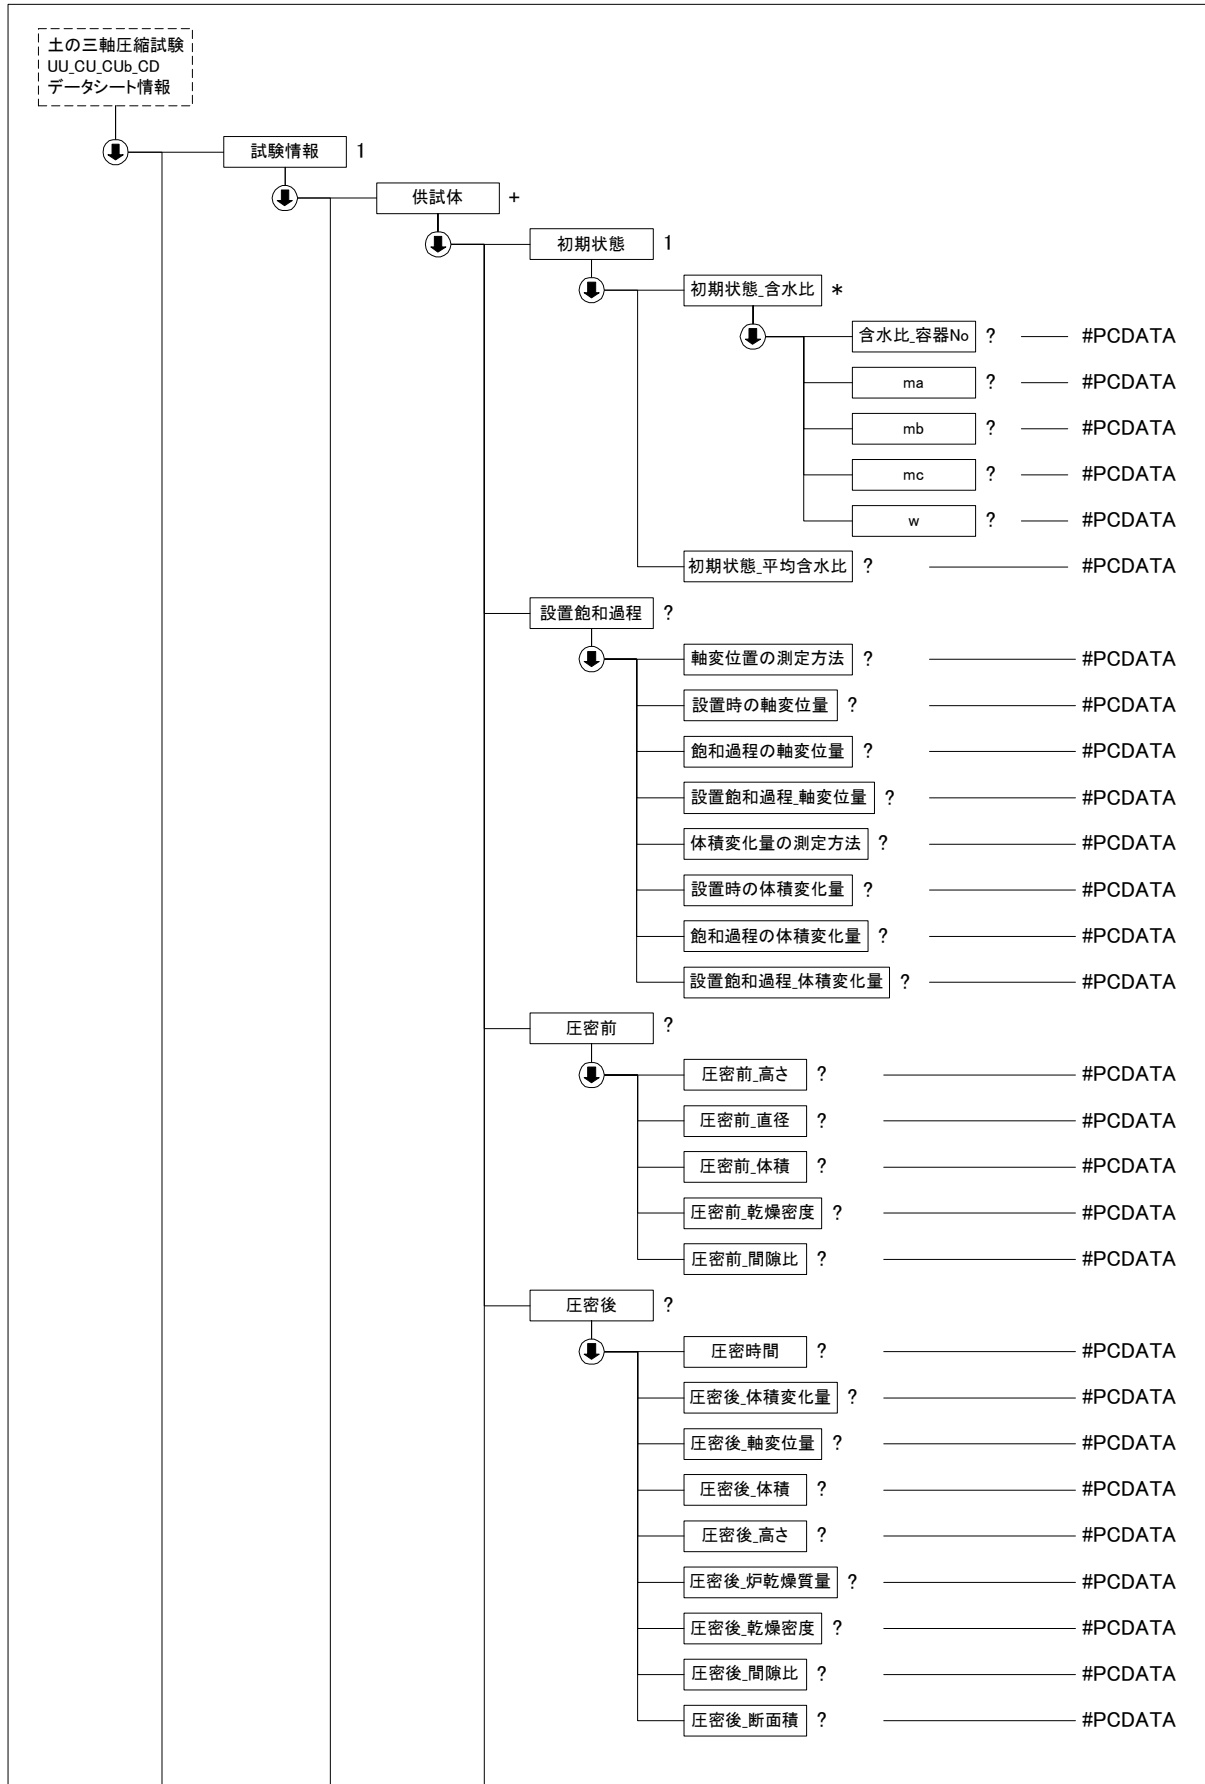 土の三軸圧縮試験
UU_CU_CUb_CD
データシート情報
試験情報 1
供試体 +
初期状態 1
初期状態_含水比 *
含水比_容器No ? #PCDATA
ma ? #PCDATA
mb ? #PCDATA
mc ? #PCDATA
w ? #PCDATA
初期状態_平均含水比 ? #PCDATA
設置飽和過程 ?
軸変位置の測定方法 ? #PCDATA
設置時の軸変位量 ? #PCDATA
飽和過程の軸変位量 ? #PCDATA
設置飽和過程_軸変位量 ? #PCDATA
体積変化量の測定方法 ? #PCDATA
設置時の体積変化量 ? #PCDATA
飽和過程の体積変化量 ? #PCDATA
設置飽和過程_体積変化量 ? #PCDATA
圧密前 ?
圧密前_高さ ? #PCDATA
圧密前_直径 ? #PCDATA
圧密前_体積 ? #PCDATA
圧密前_乾燥密度 ? #PCDATA
圧密前_間隙比 ? #PCDATA
圧密後 ?
圧密時間 ? #PCDATA
圧密後_体積変化量 ? #PCDATA
圧密後_軸変位量 ? #PCDATA
圧密後_体積 ? #PCDATA
圧密後_高さ ? #PCDATA
圧密後_炉乾燥質量 ? #PCDATA
圧密後_乾燥密度 ? #PCDATA
圧密後_間隙比 ? #PCDATA
圧密後_断面積 ? #PCDATA